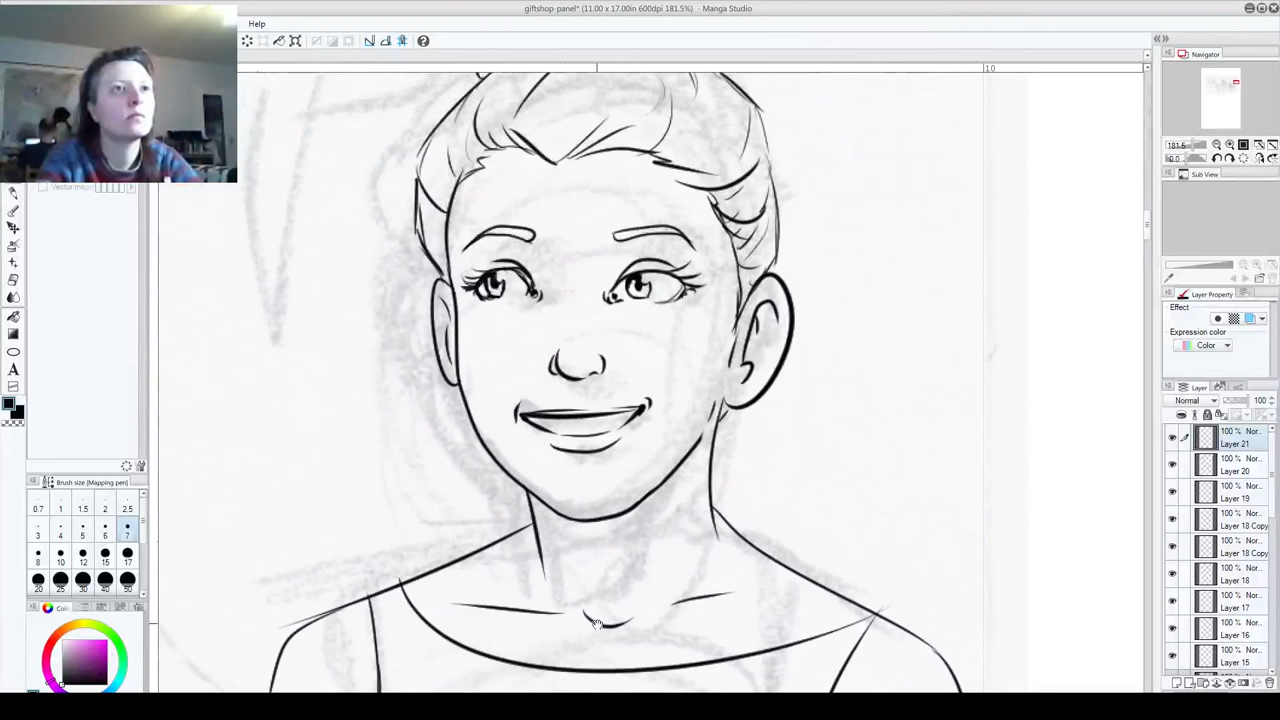 giftshop-panel* (11.00 x 17.00in 600dpi 181.5%) - Manga Studio
Help
10
Navigator
181.5
0.0
Sub View
Layer Property
Effect
Expression color
Color
Layer
Normal
100
100 % Nor...
Layer 21
100 % Nor...
Layer 20
100 % Nor...
Layer 19
100 % Nor...
Layer 18 Copy
100 % Nor...
Layer 18 Copy
100 % Nor...
Layer 18
100 % Nor...
Layer 17
100 % Nor...
Layer 16
100 % Nor...
Layer 15
Vector mag
A
Brush size [Mapping pen]
0.7 1 1.5 2 2.5
3 4 5 6 7
8 10 12 15 17
20 25 30 40 50
Colo